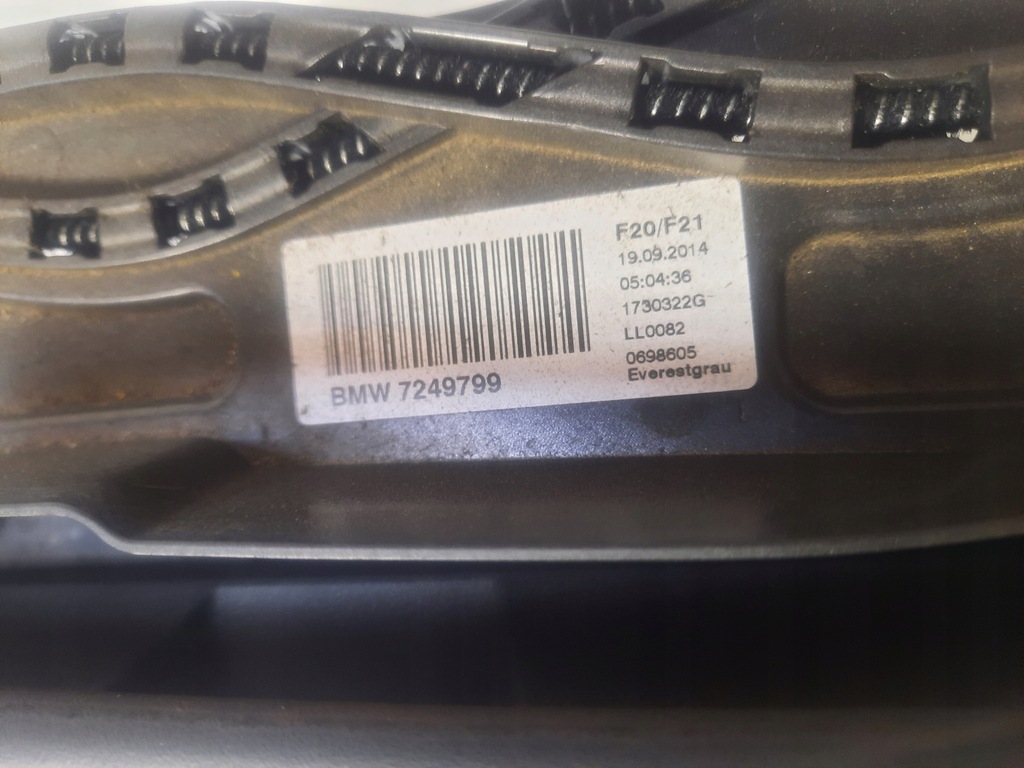 F20/F21
19.09.2014
05:04:36
1730322G
LL0082
0698605
Everestgrau
BMW 7249799